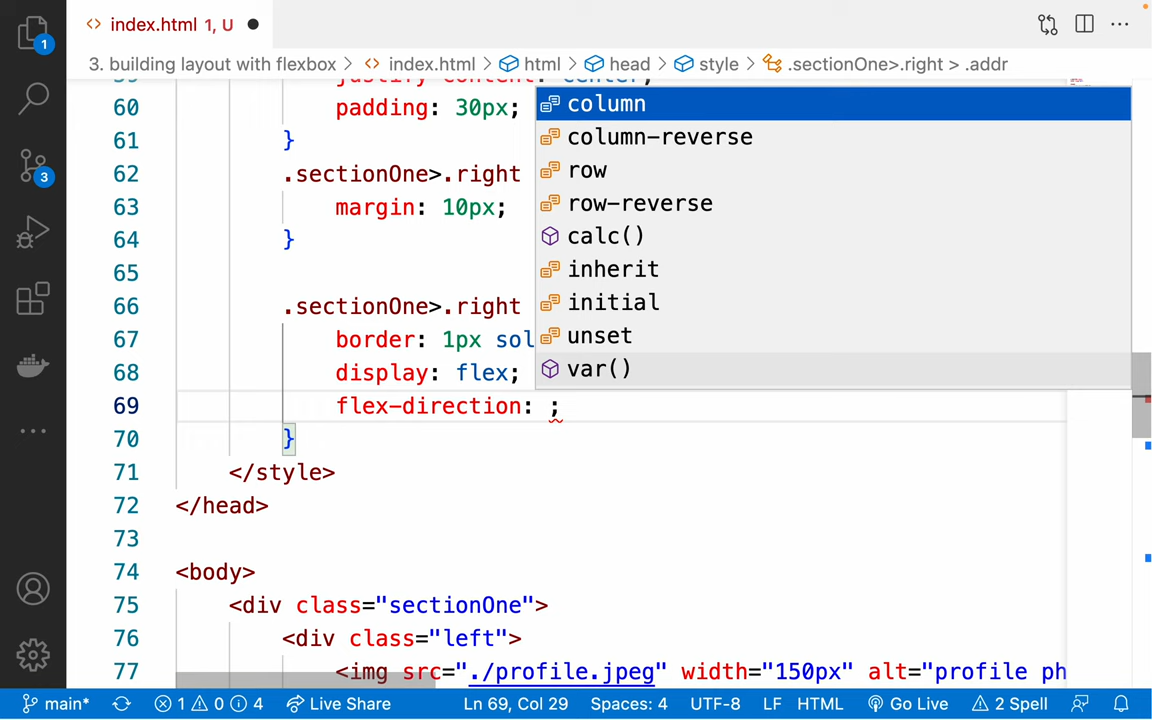 index.html 1, U
1
3. building layout with flexbox > index.html > html > head > style > .sectionOne>.right > .addr
column
60 padding: 30px;
column-reverse
61 }
row
62 .sectionOne>.right
row-reverse
63 margin: 10px;
calc()
64 }
3
inherit
65
initial
66 .sectionOne>.right
unset
67 border: 1px sol
var()
68 display: flex;
69 flex-direction: ;
70 }
71 </style>
72 </head>
73
74 <body>
75 <div class="sectionOne">
76 <div class="left">
77 <img src="./profile.jpeg" width="150px" alt="profile ph
main* 1 0 4 Live Share Ln 69, Col 29 Spaces: 4 UTF-8 LF HTML Go Live 2 Spell